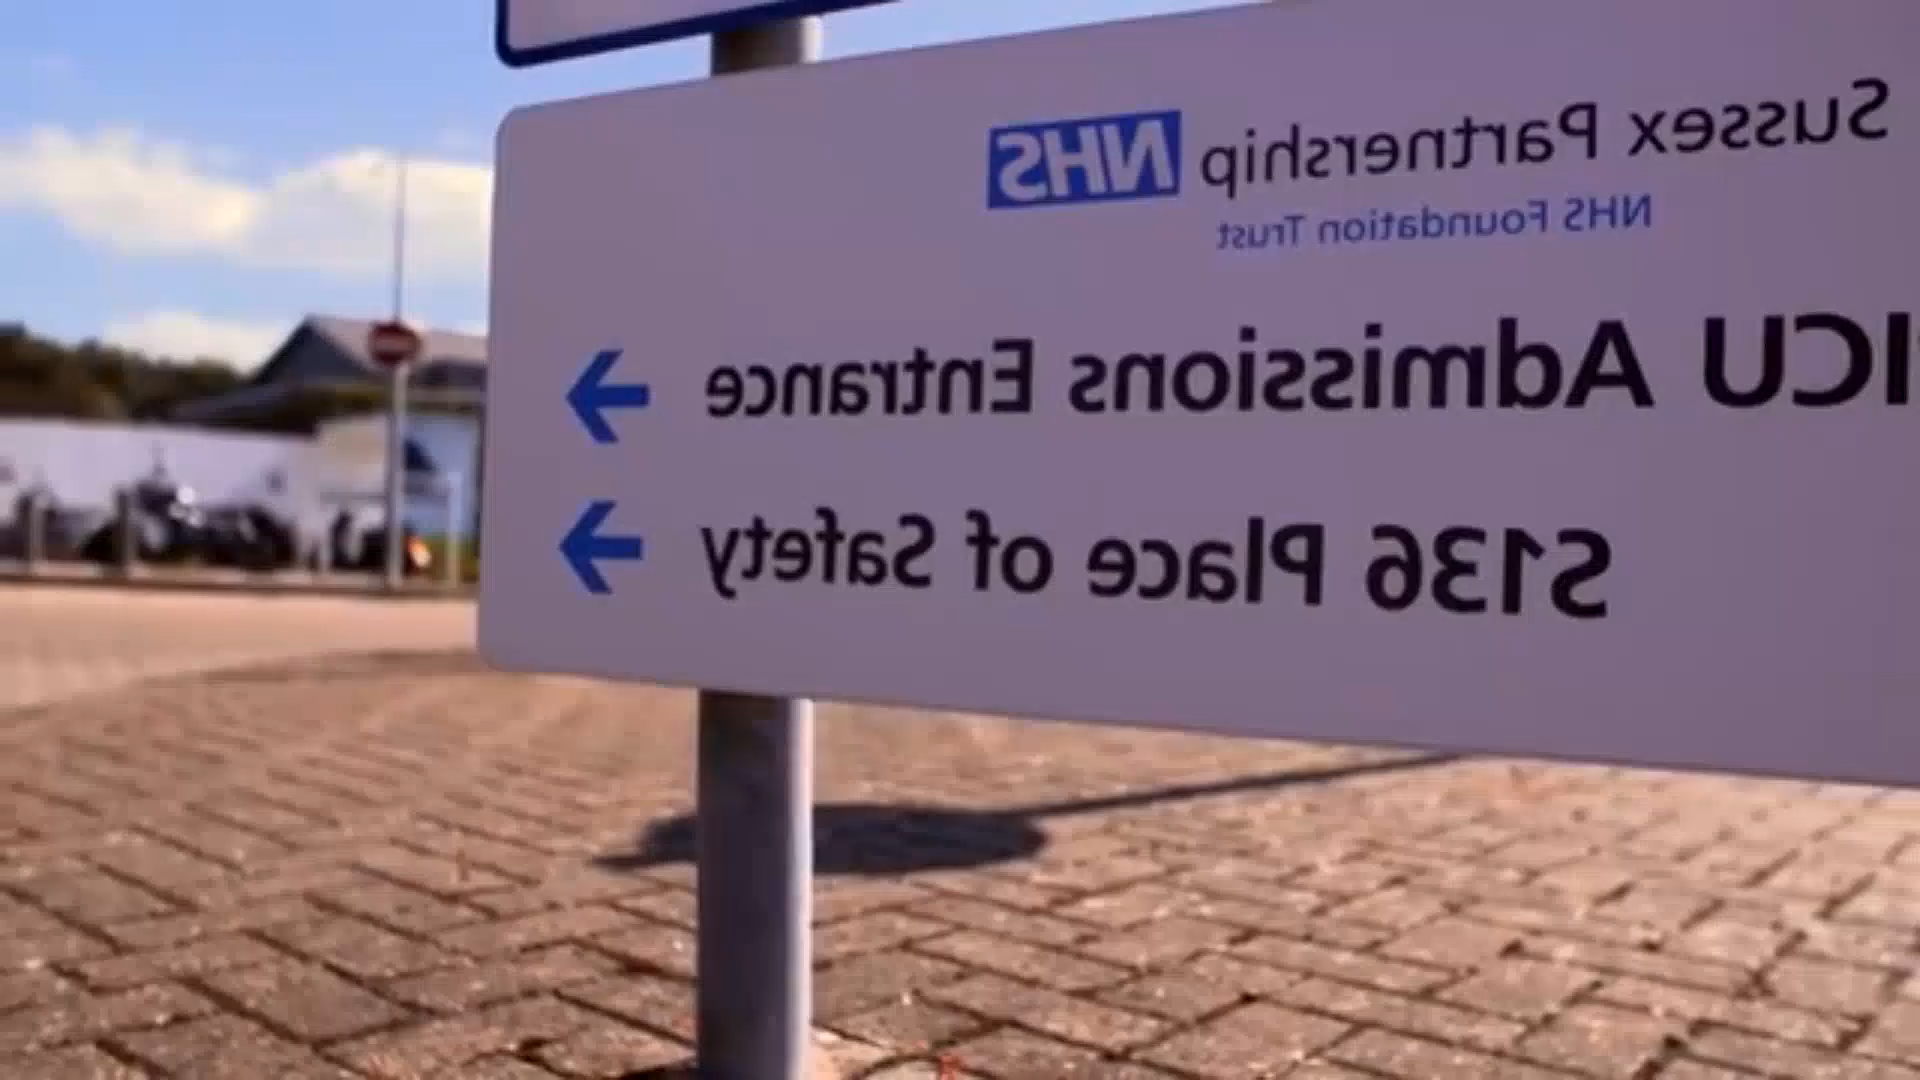 Sussex Partnership NHS
NHS Foundation Trust
ICU Admissions Entrance
S136 Place of Safety